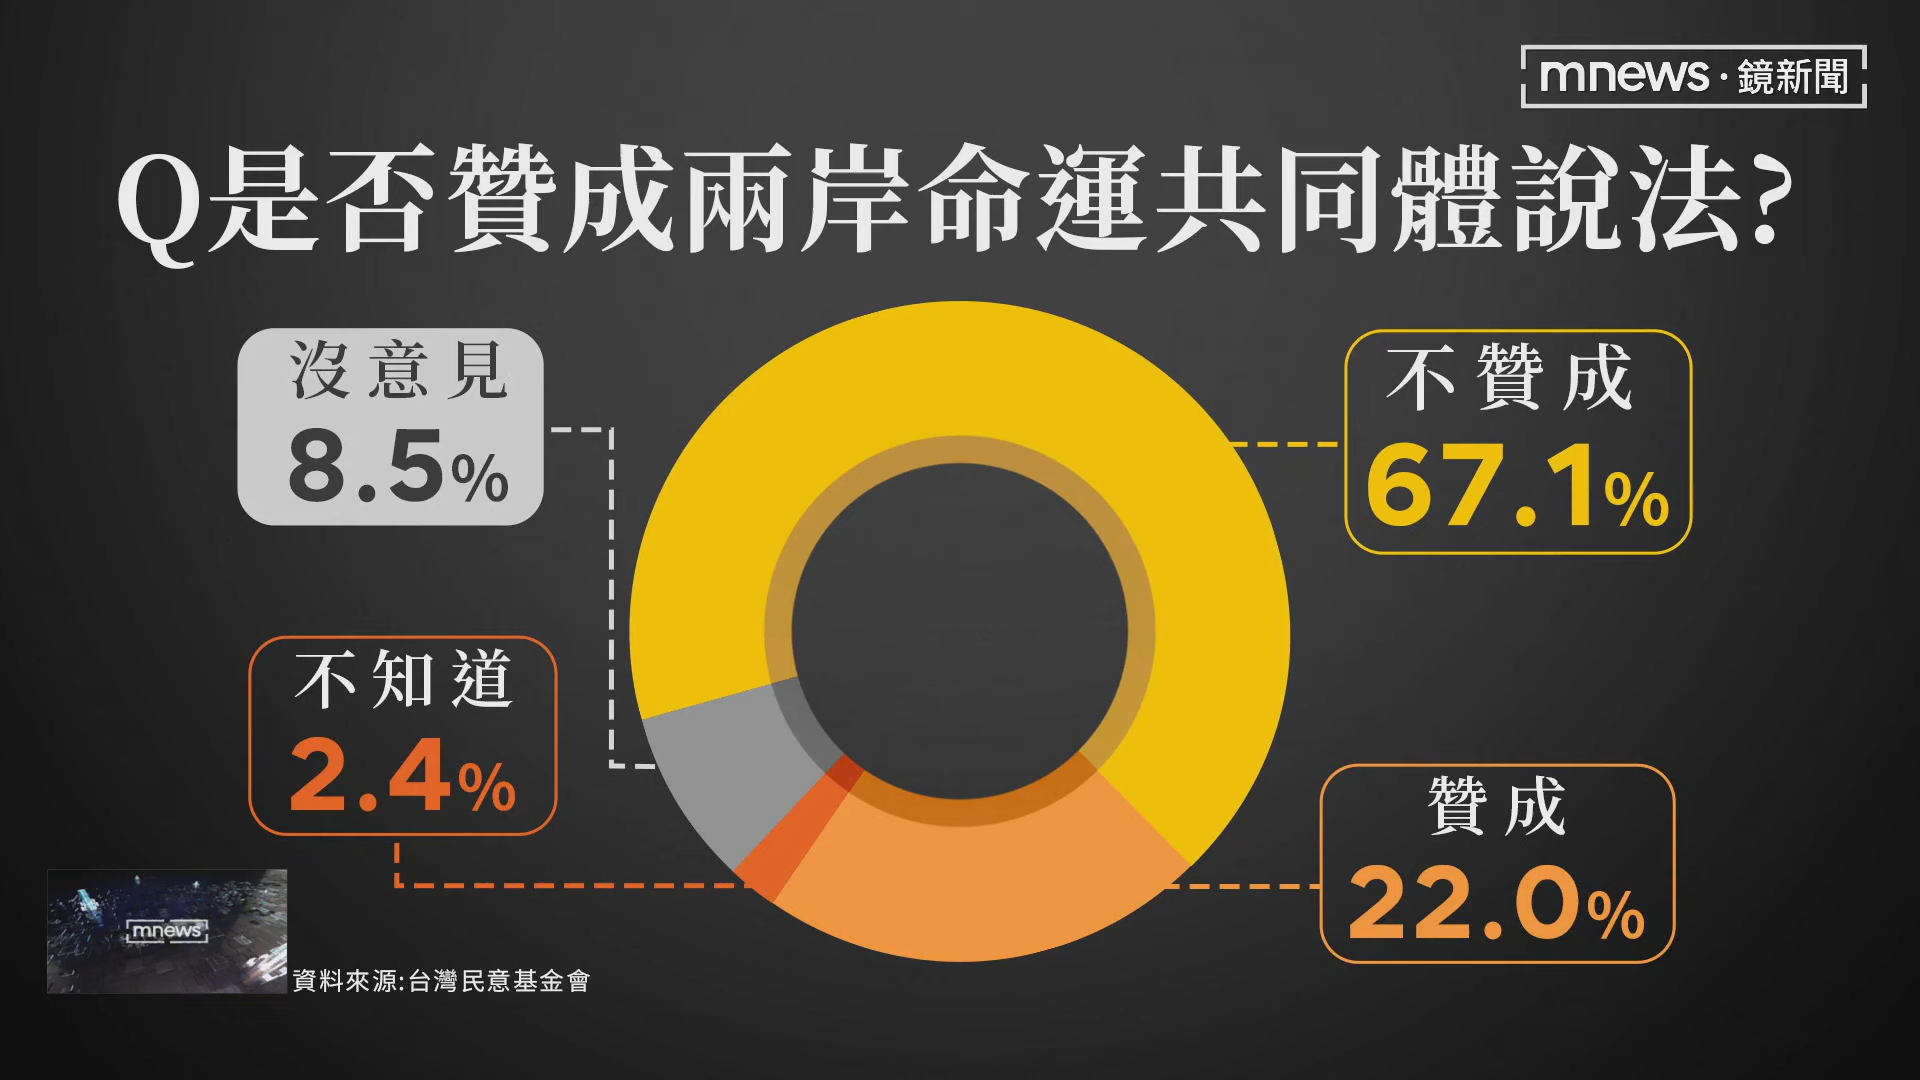 mnews·鏡新聞
Q是否贊成兩岸命運共同體說法?
沒意見
8.5%
不贊成
67.1%
不知道
2.4%
贊成
22.0%
mnews
資料來源:台灣民意基金會